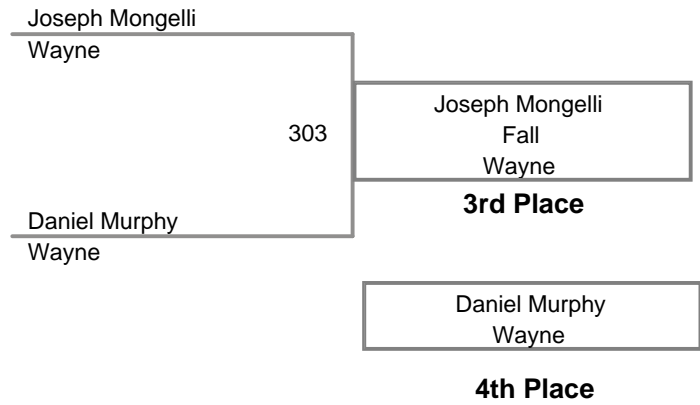 Joseph Mongelli
Wayne
303
Joseph Mongelli
Fall
Wayne
3rd Place
Daniel Murphy
Wayne
Daniel Murphy
Wayne
4th Place